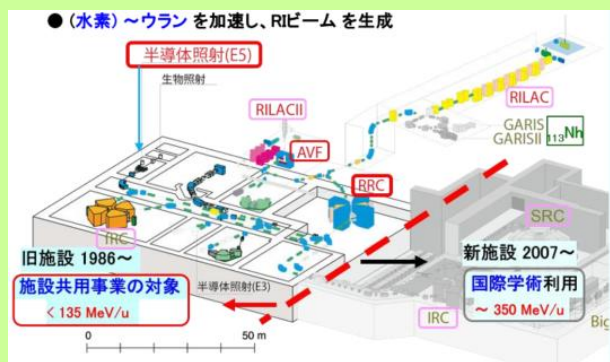 ● (水素) ~ウラン を加速し、RIビーム を生成
半導体照射(E5)
生物照射
RILACII
AVF
RRC
RILAC
GARIS
GARISII
113Nh
SRC
IRC
旧施設 1986~
施設共用事業の対象
< 135 MeV/u
半導体照射(E3)
新施設 2007~
国際学術利用
~ 350 MeV/u
IRC
Big
0
50 m